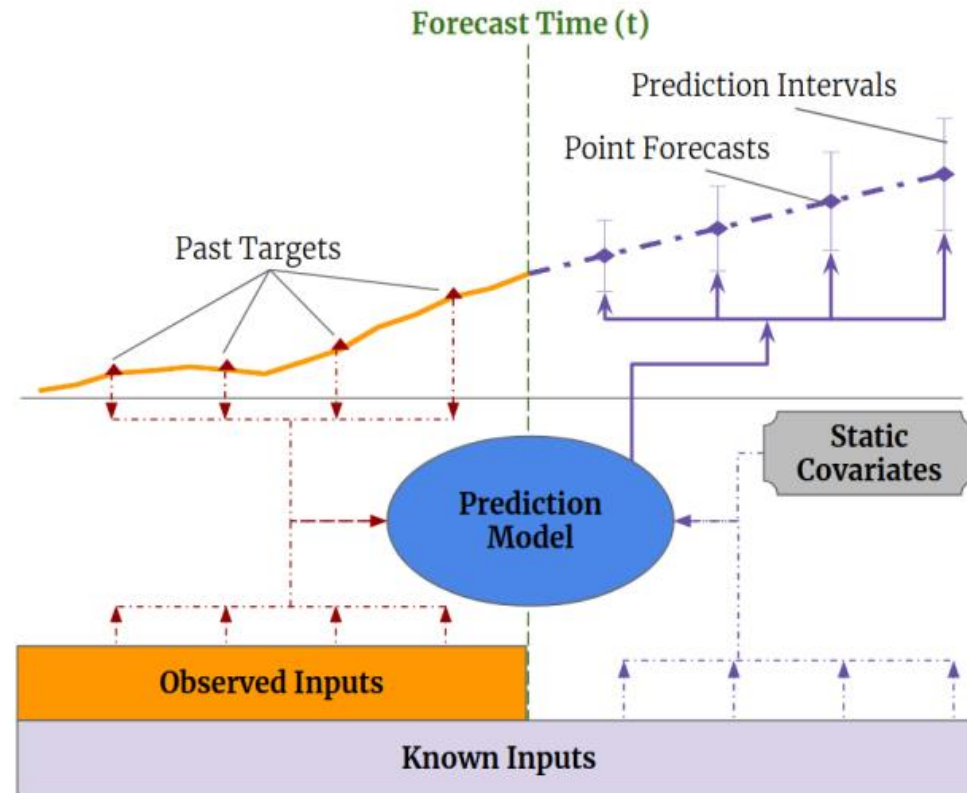 Forecast Time (t)
Prediction Intervals
Point Forecasts
Past Targets
Static
Covariates
Prediction
Model
Observed Inputs
Known Inputs